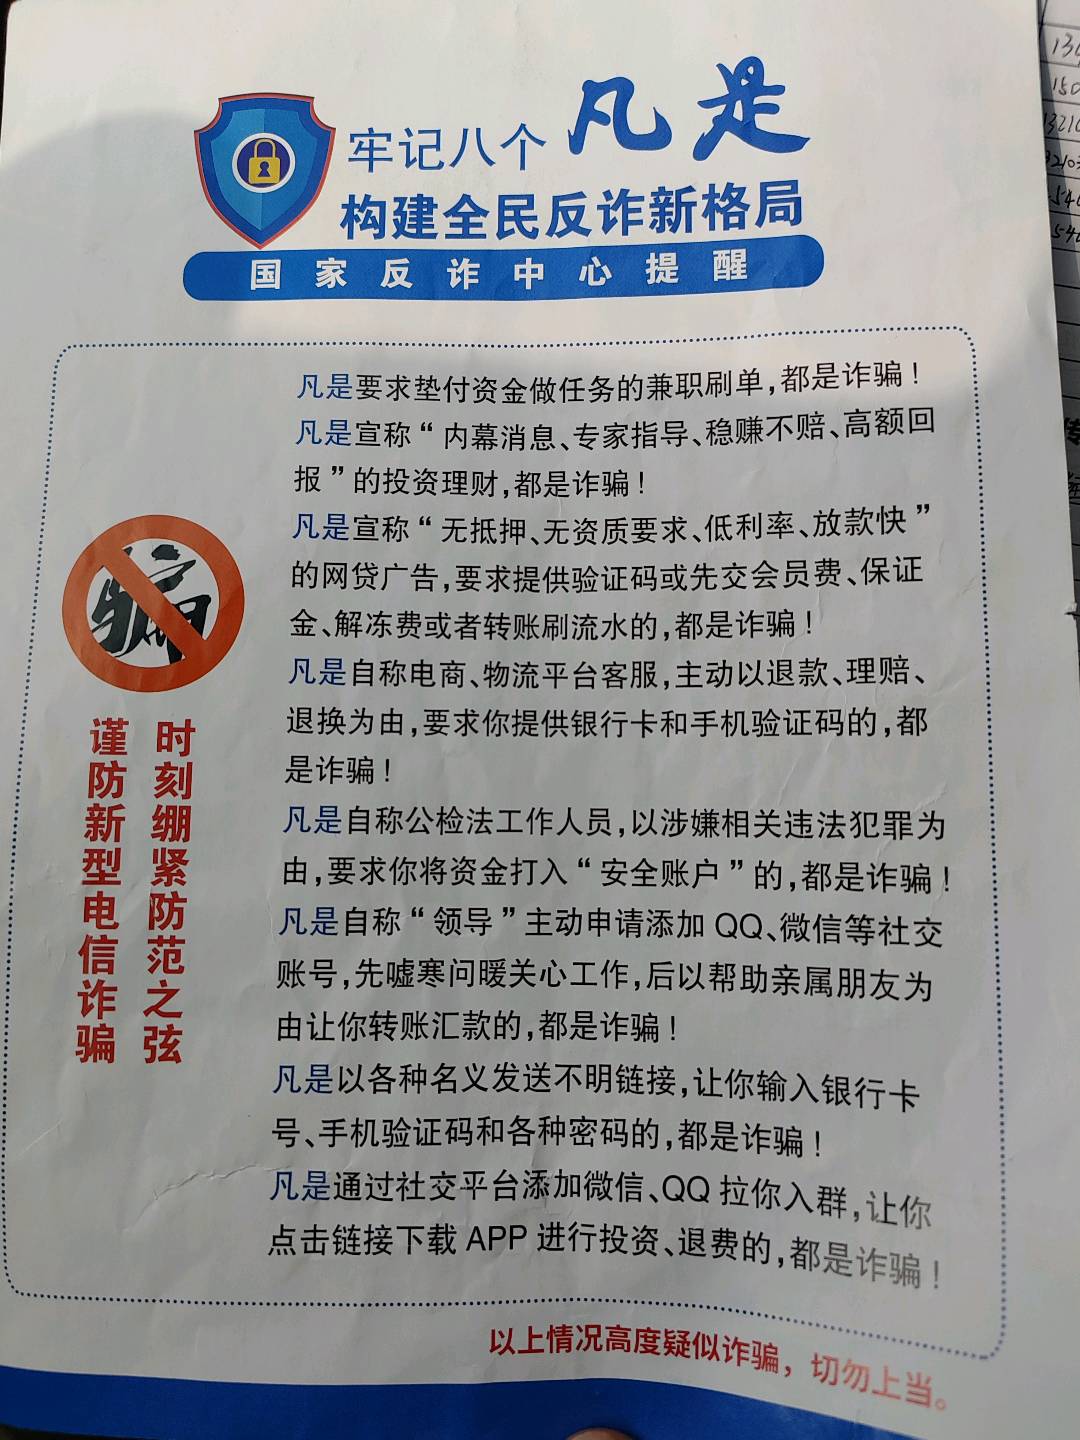 牢记八个凡是
构建全民反诈新格局
国家反诈中心提醒
凡是要求垫付资金做任务的兼职刷单,都是诈骗!
凡是宣称“内幕消息、专家指导、稳赚不赔、高额回
报”的投资理财,都是诈骗!
凡是宣称“无抵押、无资质要求、低利率、放款快”
的网贷广告,要求提供验证码或先交会员费、保证
金、解冻费或者转账刷流水的,都是诈骗!
凡是自称电商、物流平台客服,主动以退款、理赔、
退换为由,要求你提供银行卡和手机验证码的,都
是诈骗!
凡是自称公检法工作人员,以涉嫌相关违法犯罪为
由,要求你将资金打入“安全账户”的,都是诈骗!
凡是自称“领导”主动申请添加QQ、微信等社交
账号,先嘘寒问暖关心工作,后以帮助亲属朋友为
由让你转账汇款的,都是诈骗!
凡是以各种名义发送不明链接,让你输入银行卡
号、手机验证码和各种密码的,都是诈骗!
凡是通过社交平台添加微信、QQ拉你入群,让你
点击链接下载APP进行投资、退费的,都是诈骗!
骗
时刻绷紧防范之弦
谨防新型电信诈骗
以上情况高度疑似诈骗，切勿上当。